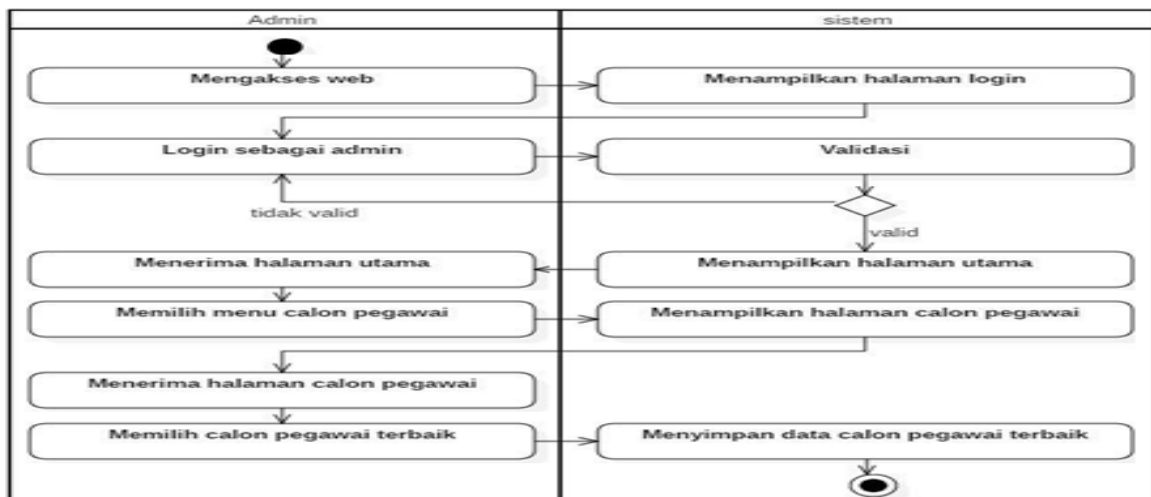 Admin
sistem
Mengakses web
Menampilkan halaman login
Login sebagai admin
Validasi
tidak valid
valid
Menerima halaman utama
Menampilkan halaman utama
Memilih menu calon pegawai
Menampilkan halaman calon pegawai
Menerima halaman calon pegawai
Memilih calon pegawai terbaik
Menyimpan data calon pegawai terbaik